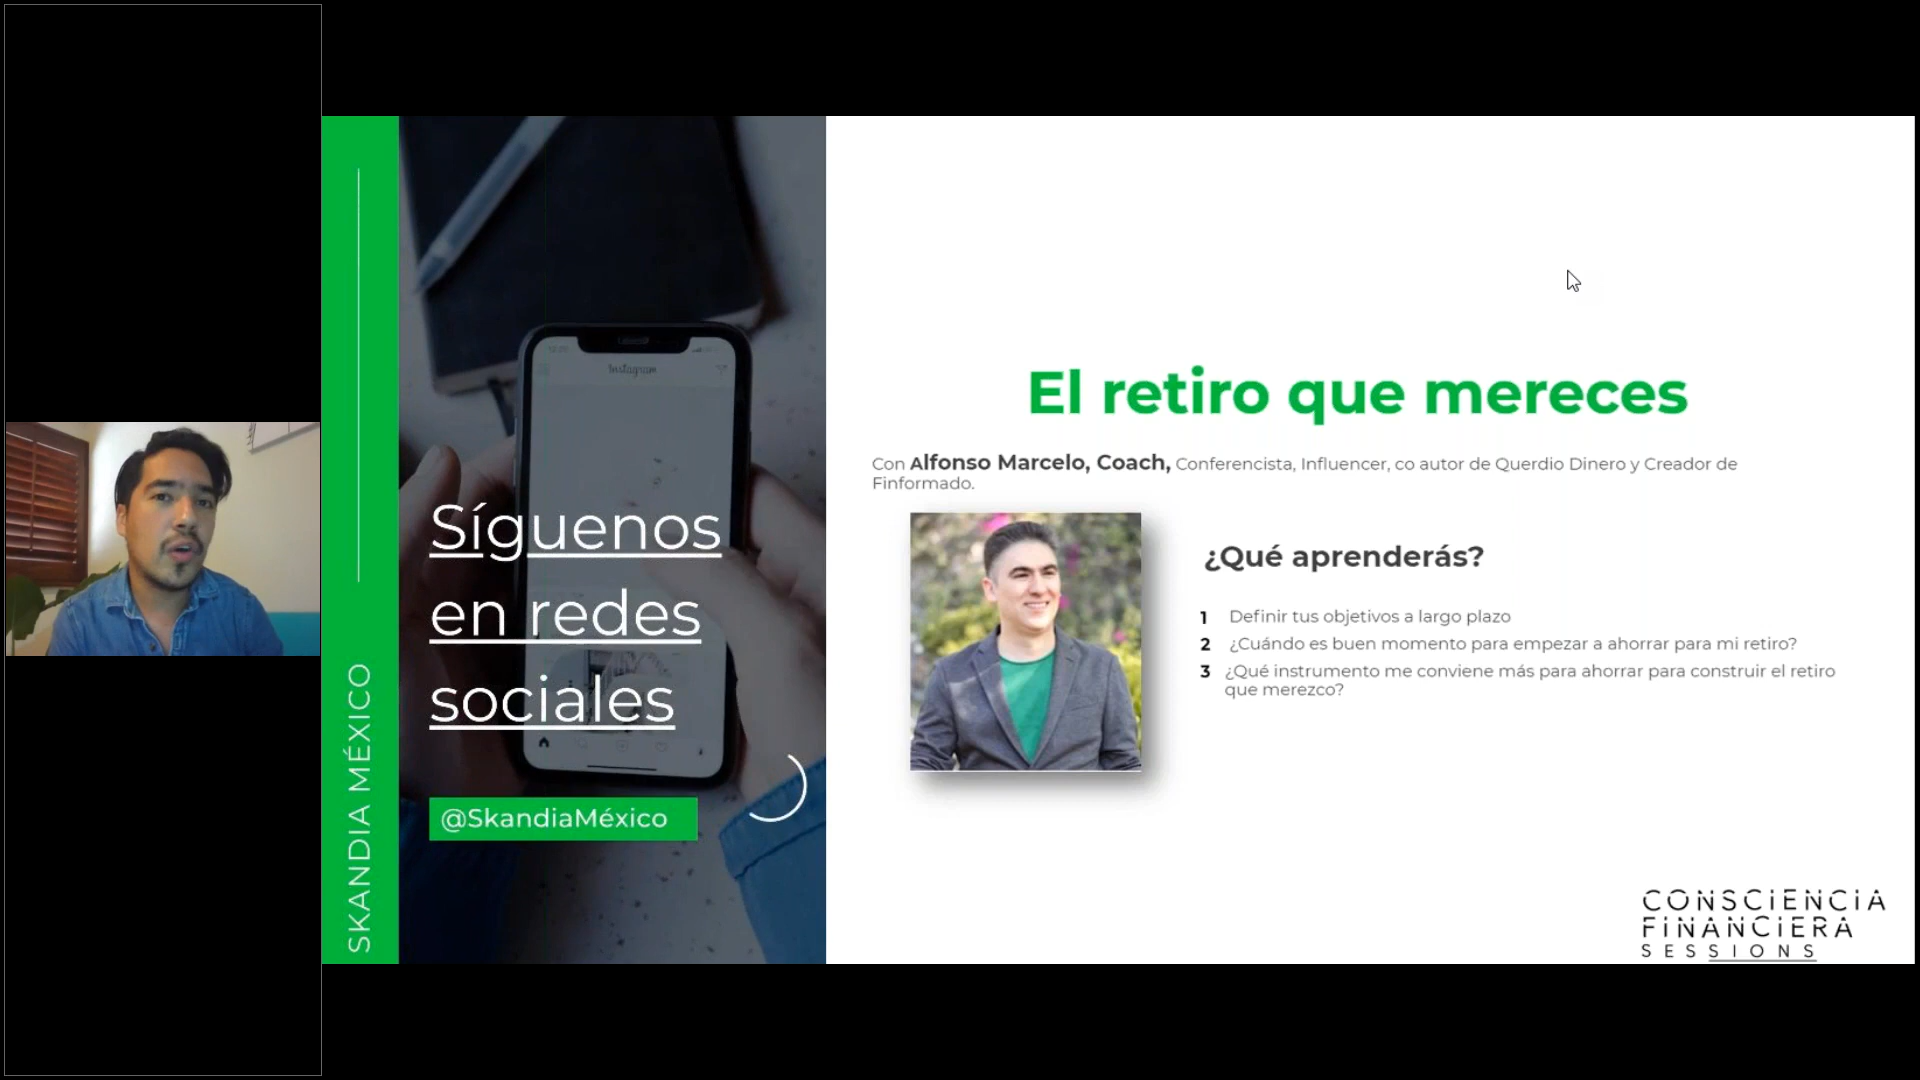 SKANDIA MÉXICO
Instagram
Síguenos
en redes
sociales
@SkandiaMéxico
El retiro que mereces
Con Alfonso Marcelo, Coach, Conferencista, Influencer, co autor de Querdio Dinero y Creador de
Finformado.
¿Qué aprenderás?
1 Definir tus objetivos a largo plazo
2 ¿Cuándo es buen momento para empezar a ahorrar para mi retiro?
3 ¿Qué instrumento me conviene más para ahorrar para construir el retiro
que merezco?
CONSCIENCIA
FINANCIERA
SESSIONS